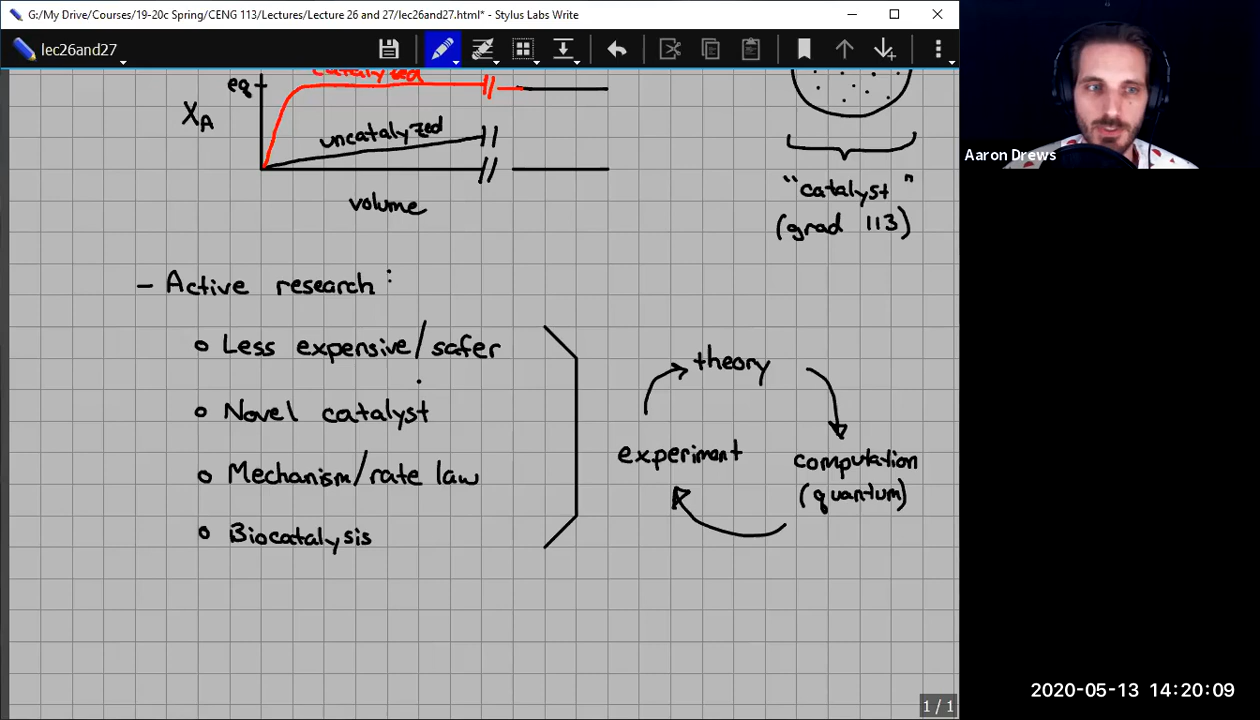 G:/My Drive/Courses/19-20c Spring/CENG 113/Lectures/Lecture 26 and 27/lec26and27.html* - Stylus Labs Write
lec26and27
catalyzed
eq
XA
uncatalyzed
volume
Aaron Drews
"catalyst"
(grad 113)
- Active research:
Less expensive/safer
Novel catalyst
Mechanism/rate law
Biocatalysis
theory
experiment
computation
(quantum)
2020-05-13 14:20:09
1 / 1